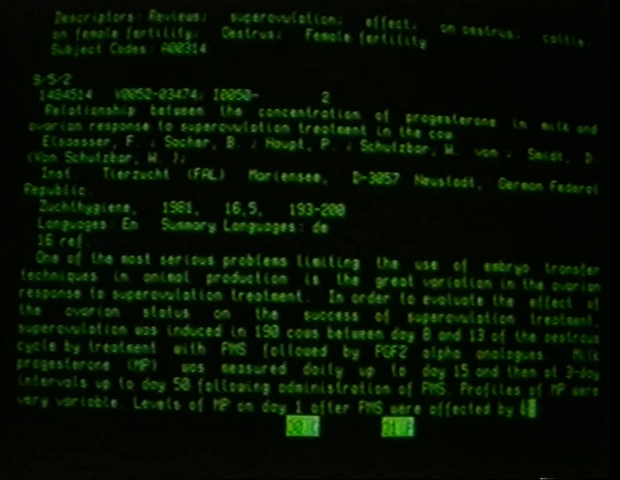 Descriptors: Reviews; superovulation; effect; on oestrus; cattle;
on female fertility; Oestrus; Female fertility
Subject Codes: A00314
9/5/2
1484514 V0052-03474; I0050- 2
Relationship between the concentration of progesterone in milk and
ovarian response to superovulation treatment in the cow.
Elsaesser, F. ; Sacher, B. ; Haupt, P. ; Schutzbar, W. von ; Smidt, D.
(Von Schutzbar, W. );
Inst. Tierzucht (FAL) Mariensee, D-3057 Neustadt, German Federal
Republic.
Zuchthygiene, 1981, 16,5, 193-200
Languages: En Summary Languages: de
16 ref.
One of the most serious problems limiting the use of embryo transfer
techniques in animal production is the great variation in the ovarian
response to superovulation treatment. In order to evaluate the effect of
the ovarian status on the success of superovulation treatment,
superovulation was induced in 190 cows between day 8 and 13 of the oestrous
cycle by treatment with PMS followed by PGF2 alpha analogues. Milk
progesterone (MP) was measured daily up to day 15 and then at 3-day
intervals up to day 50 following administration of PMS. Profiles of MP were
very variable. Levels of MP on day 1 after PMS were affected by t